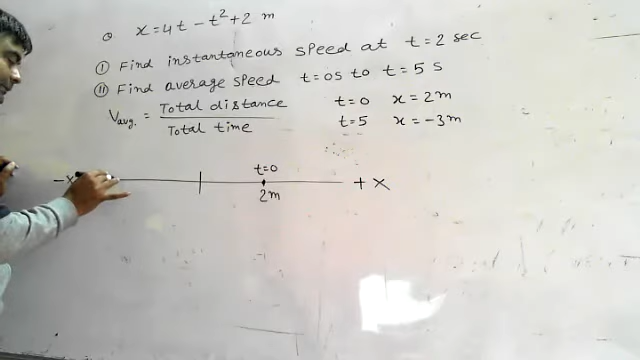 x = 4t - t² + 2 m
(I) Find instantaneous speed at t = 2 sec
(II) Find average speed t = 0s to t = 5 s
Vavg. = Total distance / Total time
t = 0 x = 2m
t = 5 x = -3m
t = 0
-x + x
2m